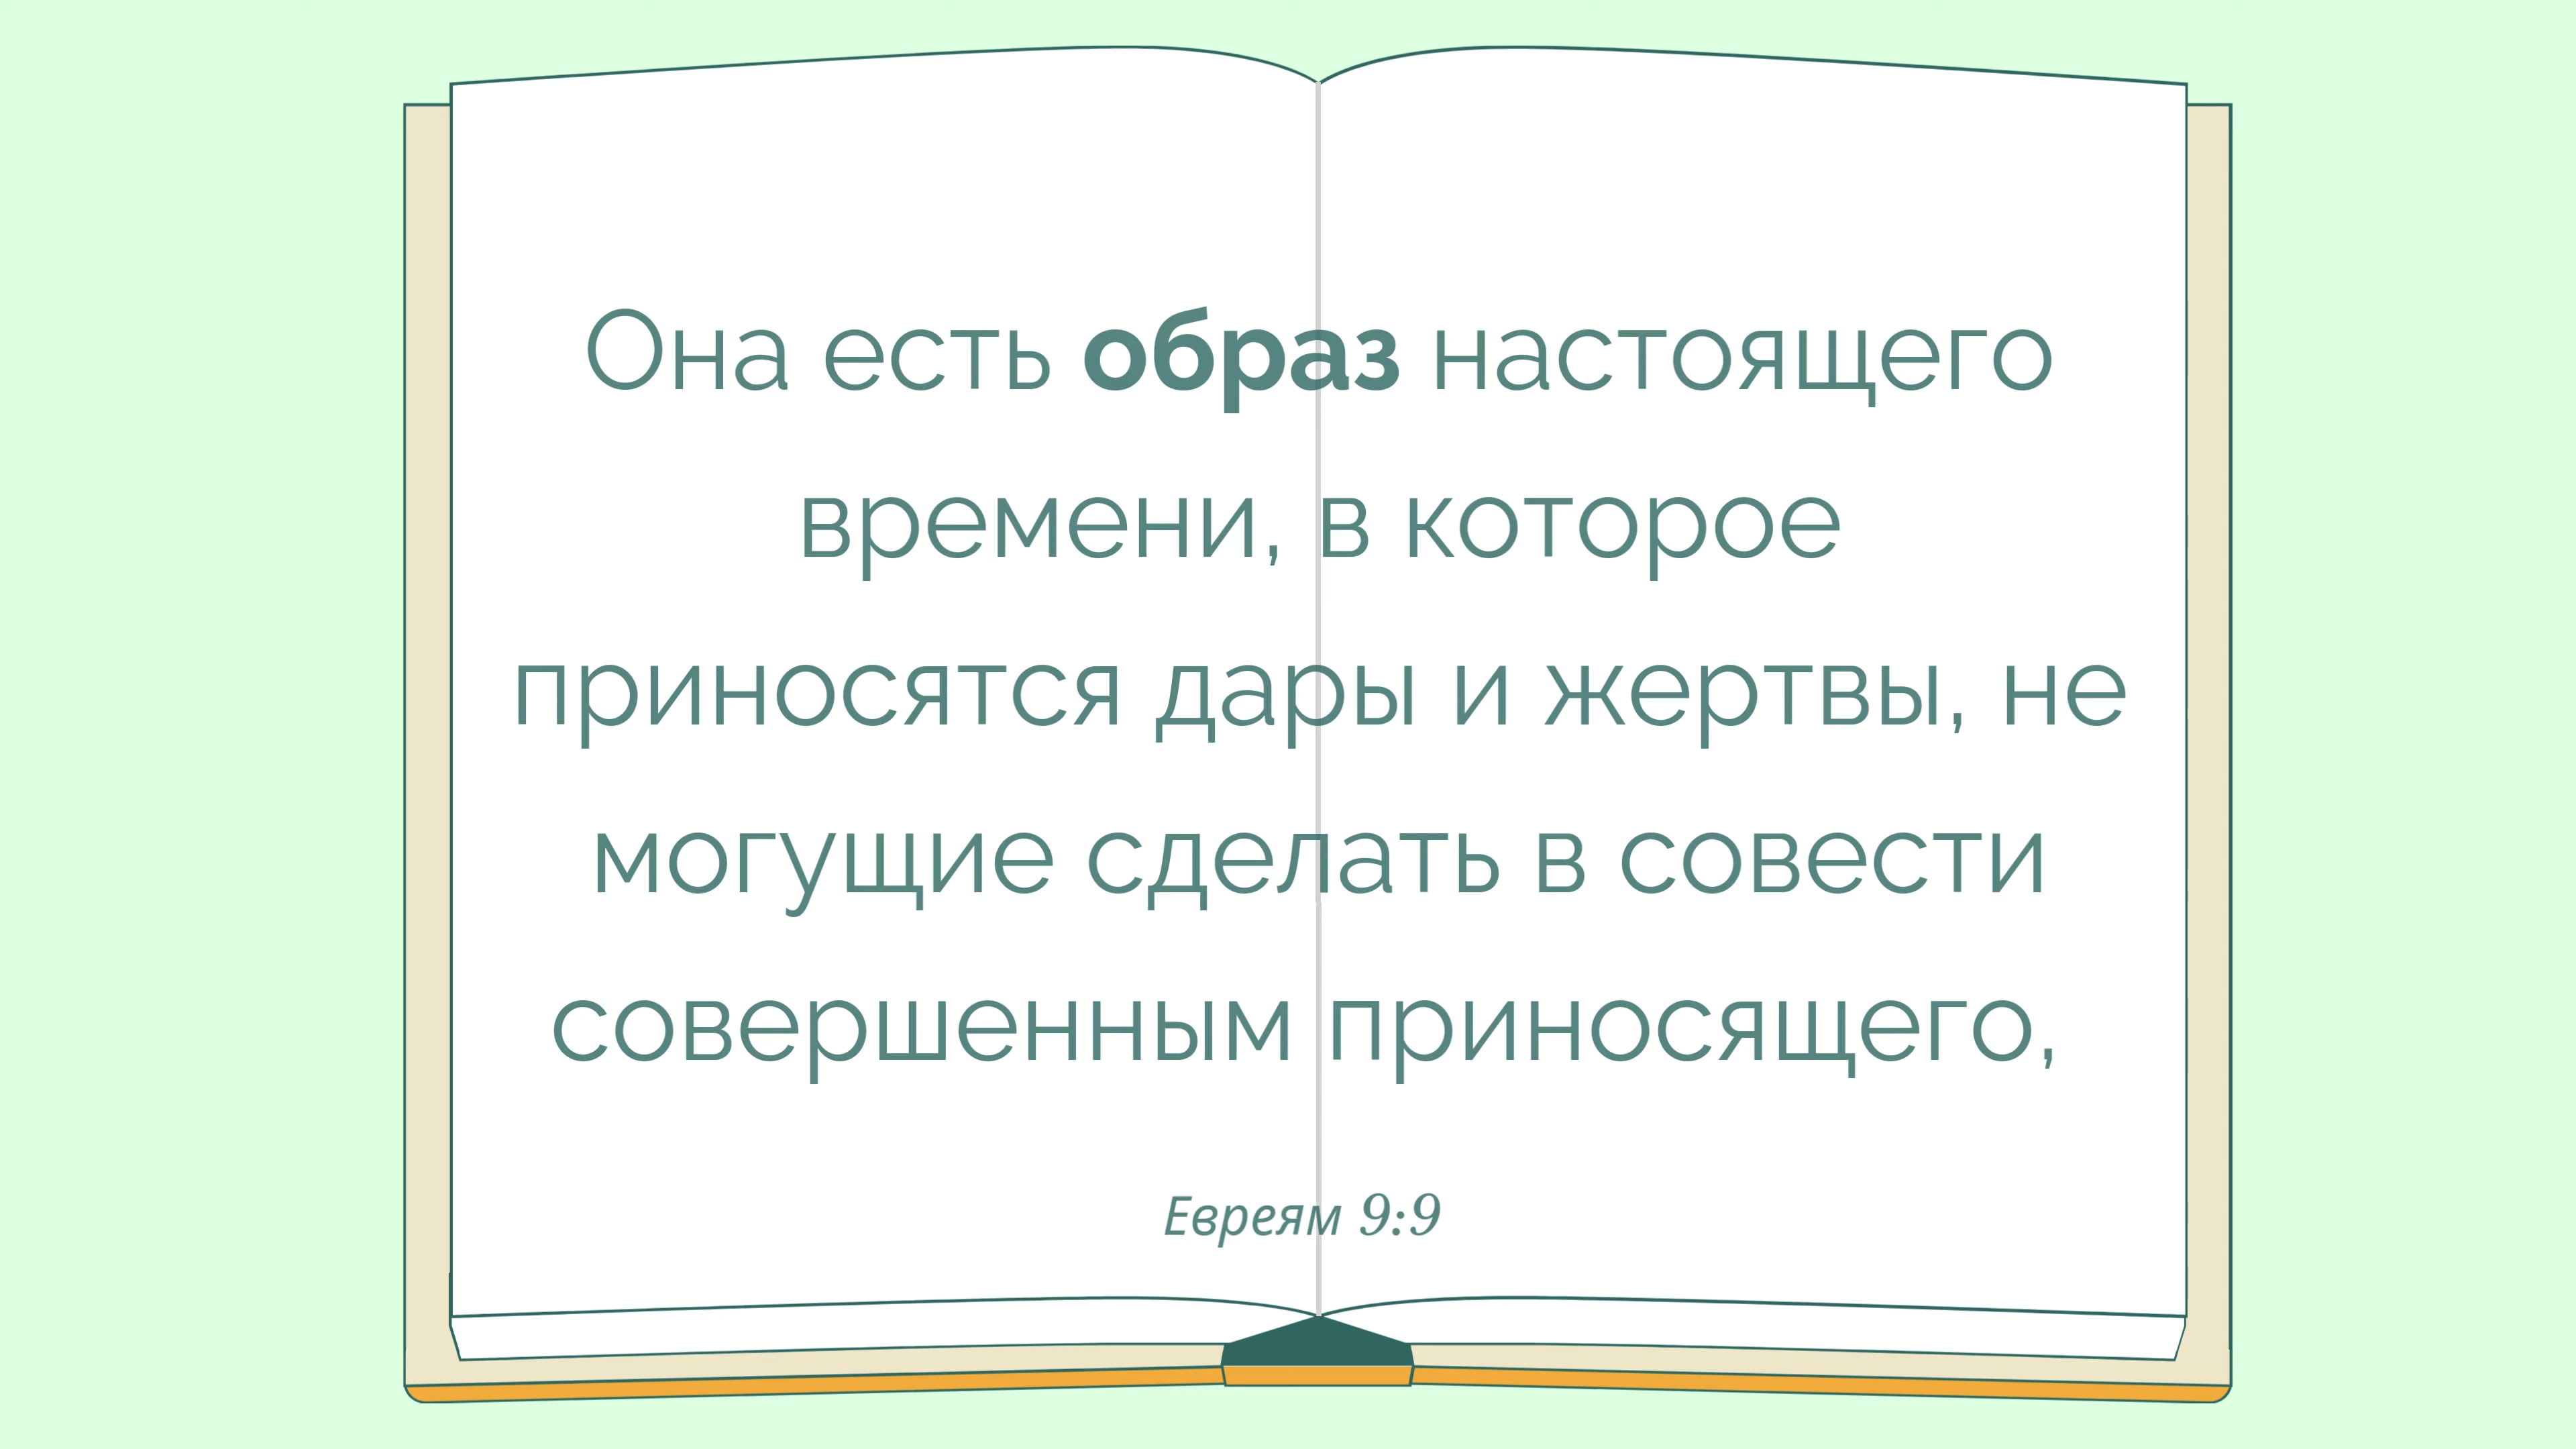 Она есть образ настоящего
времени, в которое
приносятся дары и жертвы, не
могущие сделать в совести
совершенным приносящего,
Евреям 9:9